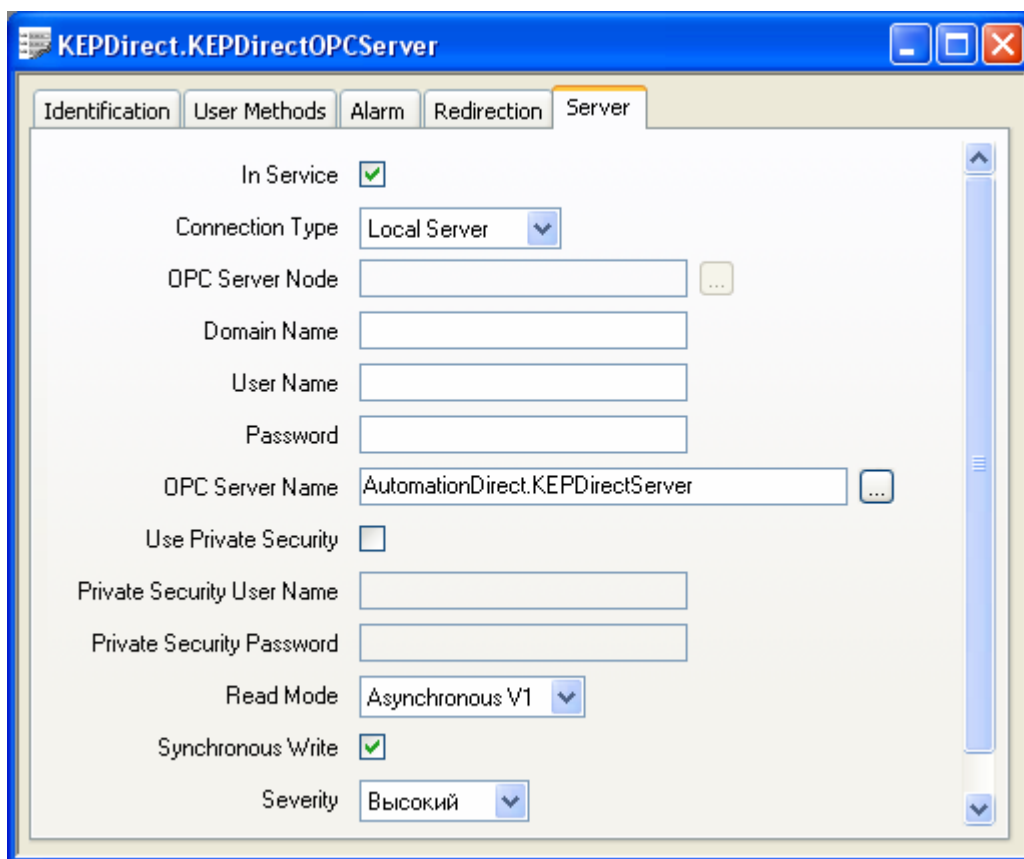 KEPDirect.KEPDirectOPCServer
Identification User Methods Alarm Redirection Server
In Service
Connection Type Local Server
OPC Server Node ...
Domain Name
User Name
Password
OPC Server Name AutomationDirect.KEPDirectServer ...
Use Private Security
Private Security User Name
Private Security Password
Read Mode Asynchronous V1
Synchronous Write
Severity Высокий